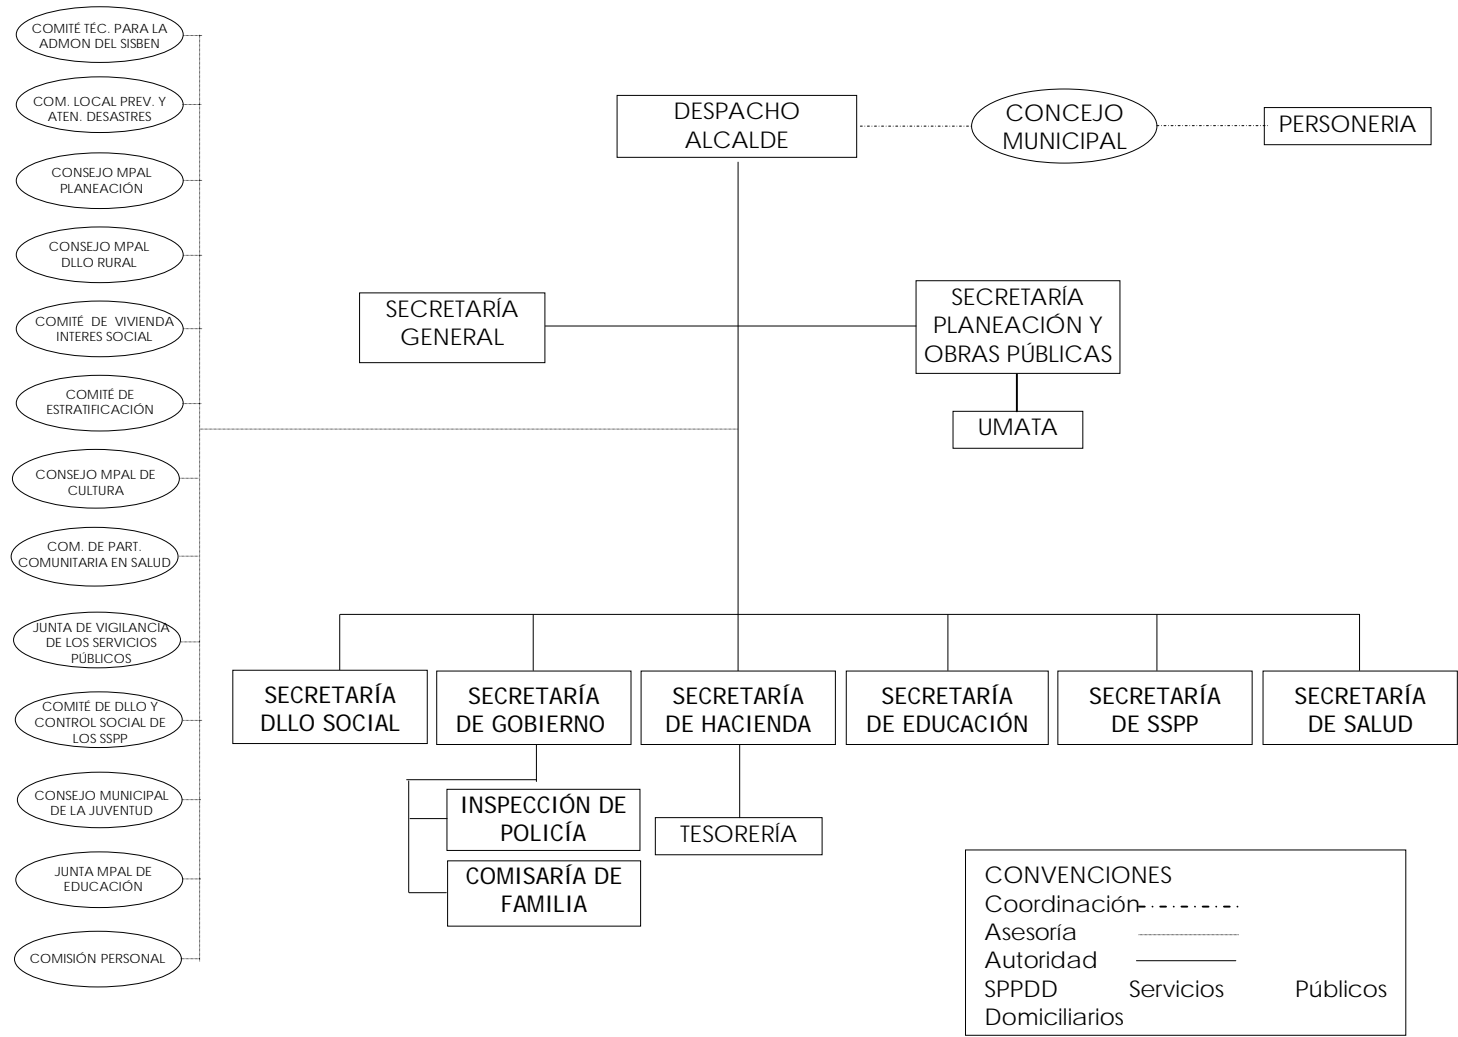 COMITÉ TÉC. PARA LA
ADMON DEL SISBEN
COM. LOCAL PREV. Y
ATEN. DESASTRES
CONSEJO MPAL
PLANEACIÓN
CONSEJO MPAL
DLLO RURAL
COMITÉ DE VIVIENDA
INTERES SOCIAL
COMITÉ DE
ESTRATIFICACIÓN
CONSEJO MPAL DE
CULTURA
COM. DE PART.
COMUNITARIA EN SALUD
JUNTA DE VIGILANCIA
DE LOS SERVICIOS
PÚBLICOS
COMITÉ DE DLLO Y
CONTROL SOCIAL DE
LOS SSPP
CONSEJO MUNICIPAL
DE LA JUVENTUD
JUNTA MPAL DE
EDUCACIÓN
COMISIÓN PERSONAL
DESPACHO
ALCALDE
CONCEJO
MUNICIPAL
PERSONERIA
SECRETARÍA
GENERAL
SECRETARÍA
PLANEACIÓN Y
OBRAS PÚBLICAS
UMATA
SECRETARÍA
DLLO SOCIAL
SECRETARÍA
DE GOBIERNO
SECRETARÍA
DE HACIENDA
SECRETARÍA
DE EDUCACIÓN
SECRETARÍA
DE SSPP
SECRETARÍA
DE SALUD
INSPECCIÓN DE
POLICÍA
COMISARÍA DE
FAMILIA
TESORERÍA
CONVENCIONES
Coordinación
Asesoría
Autoridad
SPPDD Servicios Públicos
Domiciliarios